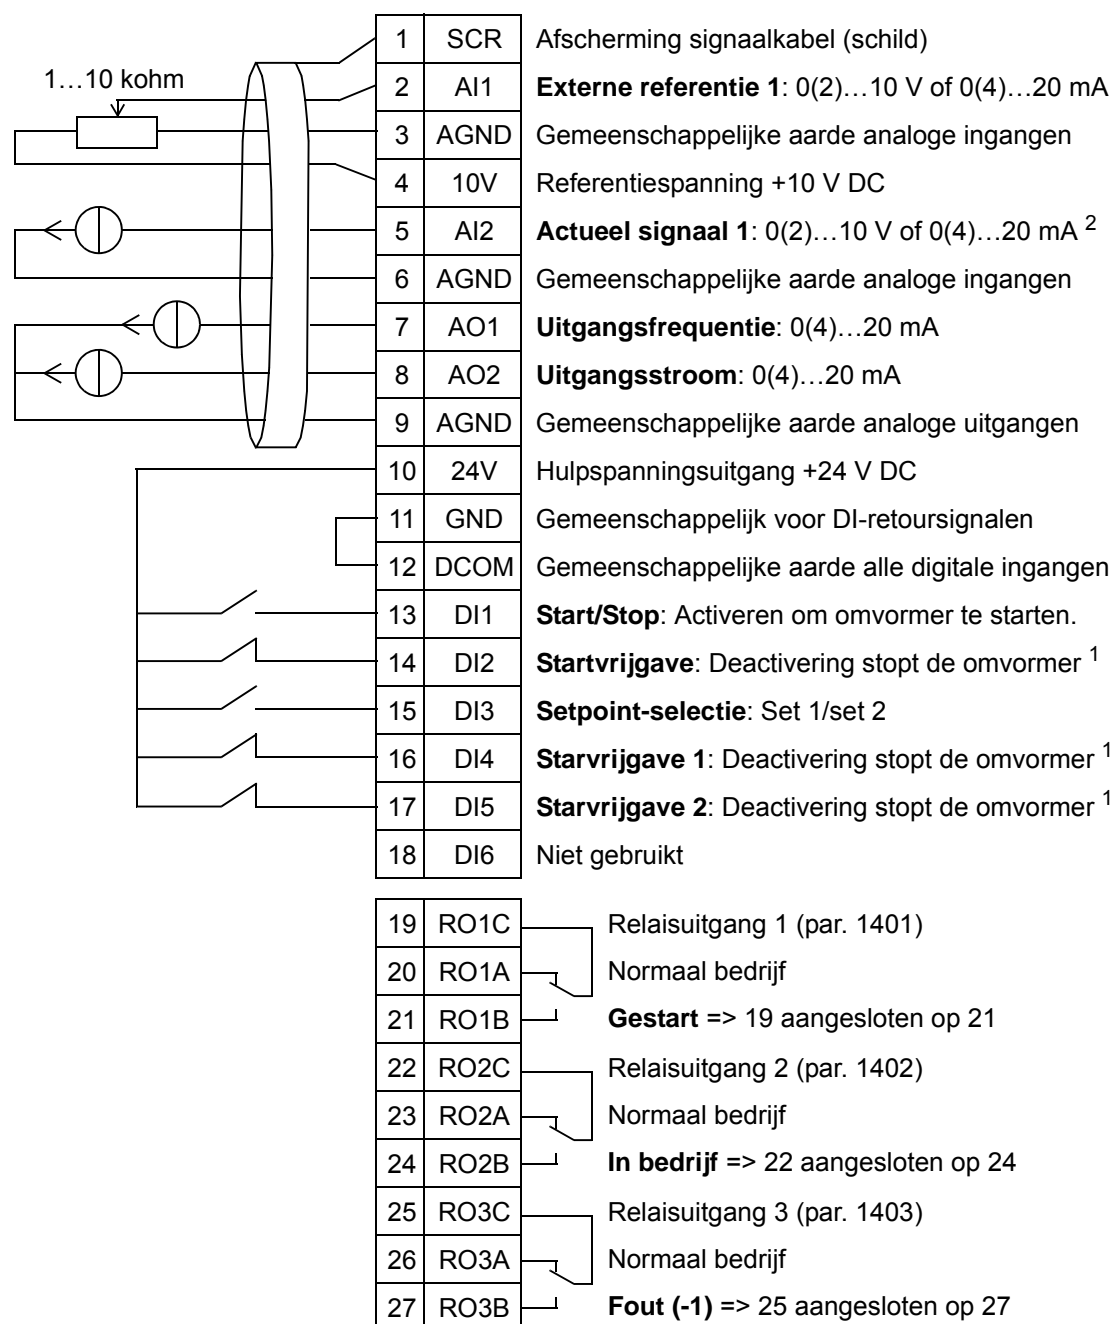 1 SCR Afscherming signaalkabel (schild)
1…10 kohm
2 AI1 Externe referentie 1: 0(2)…10 V of 0(4)…20 mA
3 AGND Gemeenschappelijke aarde analoge ingangen
4 10V Referentiespanning +10 V DC
5 AI2 Actueel signaal 1: 0(2)…10 V of 0(4)…20 mA 2
6 AGND Gemeenschappelijke aarde analoge ingangen
7 AO1 Uitgangsfrequentie: 0(4)…20 mA
8 AO2 Uitgangsstroom: 0(4)…20 mA
9 AGND Gemeenschappelijke aarde analoge uitgangen
10 24V Hulpspanningsuitgang +24 V DC
11 GND Gemeenschappelijk voor DI-retoursignalen
12 DCOM Gemeenschappelijke aarde alle digitale ingangen
13 DI1 Start/Stop: Activeren om omvormer te starten.
14 DI2 Startvrijgave: Deactivering stopt de omvormer 1
15 DI3 Setpoint-selectie: Set 1/set 2
16 DI4 Starvrijgave 1: Deactivering stopt de omvormer 1
17 DI5 Starvrijgave 2: Deactivering stopt de omvormer 1
18 DI6 Niet gebruikt
19 RO1C Relaisuitgang 1 (par. 1401)
20 RO1A Normaal bedrijf
21 RO1B Gestart => 19 aangesloten op 21
22 RO2C Relaisuitgang 2 (par. 1402)
23 RO2A Normaal bedrijf
24 RO2B In bedrijf => 22 aangesloten op 24
25 RO3C Relaisuitgang 3 (par. 1403)
26 RO3A Normaal bedrijf
27 RO3B Fout (-1) => 25 aangesloten op 27